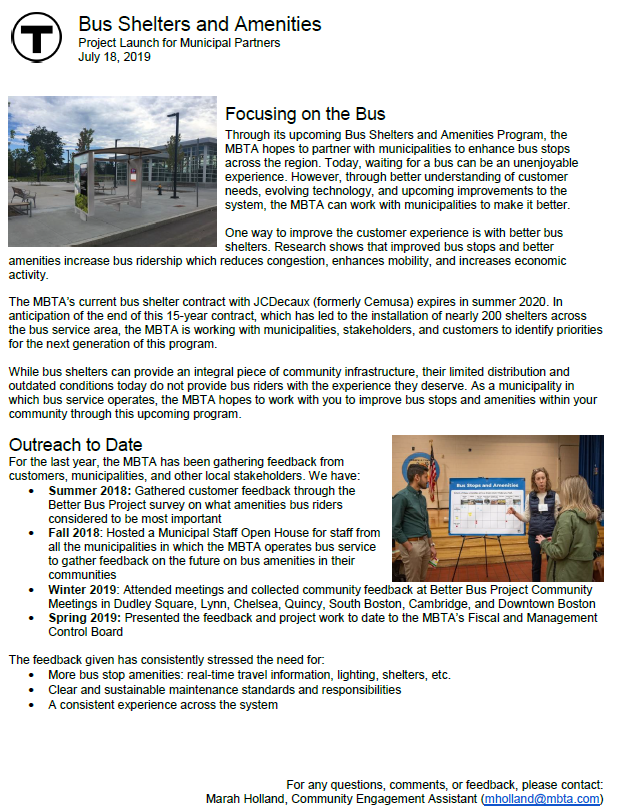 T
Bus Shelters and Amenities
Project Launch for Municipal Partners
July 18, 2019
Focusing on the Bus
Through its upcoming Bus Shelters and Amenities Program, the
MBTA hopes to partner with municipalities to enhance bus stops
across the region. Today, waiting for a bus can be an unenjoyable
experience. However, through better understanding of customer
needs, evolving technology, and upcoming improvements to the
system, the MBTA can work with municipalities to make it better.
One way to improve the customer experience is with better bus
shelters. Research shows that improved bus stops and better
amenities increase bus ridership which reduces congestion, enhances mobility, and increases economic
activity.
The MBTA's current bus shelter contract with JCDecaux (formerly Cemusa) expires in summer 2020. In
anticipation of the end of this 15-year contract, which has led to the installation of nearly 200 shelters across
the bus service area, the MBTA is working with municipalities, stakeholders, and customers to identify priorities
for the next generation of this program.
While bus shelters can provide an integral piece of community infrastructure, their limited distribution and
outdated conditions today do not provide bus riders with the experience they deserve. As a municipality in
which bus service operates, the MBTA hopes to work with you to improve bus stops and amenities within your
community through this upcoming program.
Outreach to Date
For the last year, the MBTA has been gathering feedback from
customers, municipalities, and other local stakeholders. We have:
• Summer 2018: Gathered customer feedback through the
Better Bus Project survey on what amenities bus riders
considered to be most important
• Fall 2018: Hosted a Municipal Staff Open House for staff from
all the municipalities in which the MBTA operates bus service
to gather feedback on the future on bus amenities in their
communities
Bus Stops and Amenities
• Winter 2019: Attended meetings and collected community feedback at Better Bus Project Community
Meetings in Dudley Square, Lynn, Chelsea, Quincy, South Boston, Cambridge, and Downtown Boston
• Spring 2019: Presented the feedback and project work to date to the MBTA's Fiscal and Management
Control Board
The feedback given has consistently stressed the need for:
• More bus stop amenities: real-time travel information, lighting, shelters, etc.
• Clear and sustainable maintenance standards and responsibilities
• A consistent experience across the system
For any questions, comments, or feedback, please contact:
Marah Holland, Community Engagement Assistant (mholland@mbta.com)